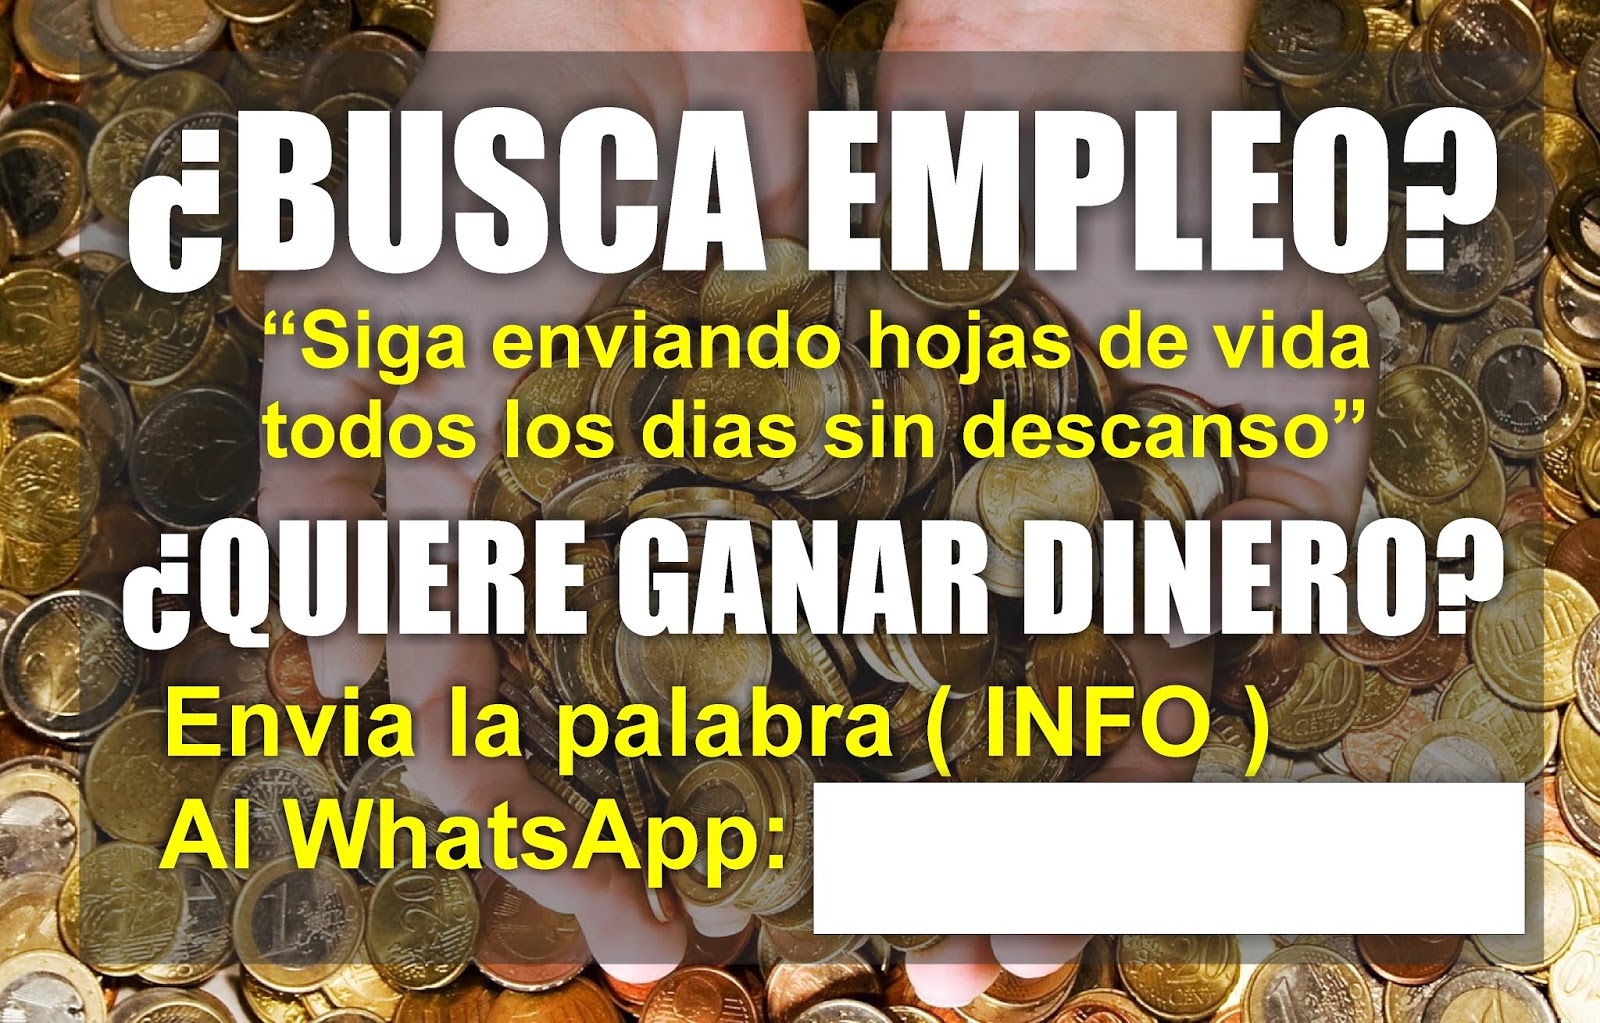 ¿BUSCA EMPLEO?
“Siga enviando hojas de vida
todos los dias sin descanso”
¿QUIERE GANAR DINERO?
Envia la palabra ( INFO )
Al WhatsApp: